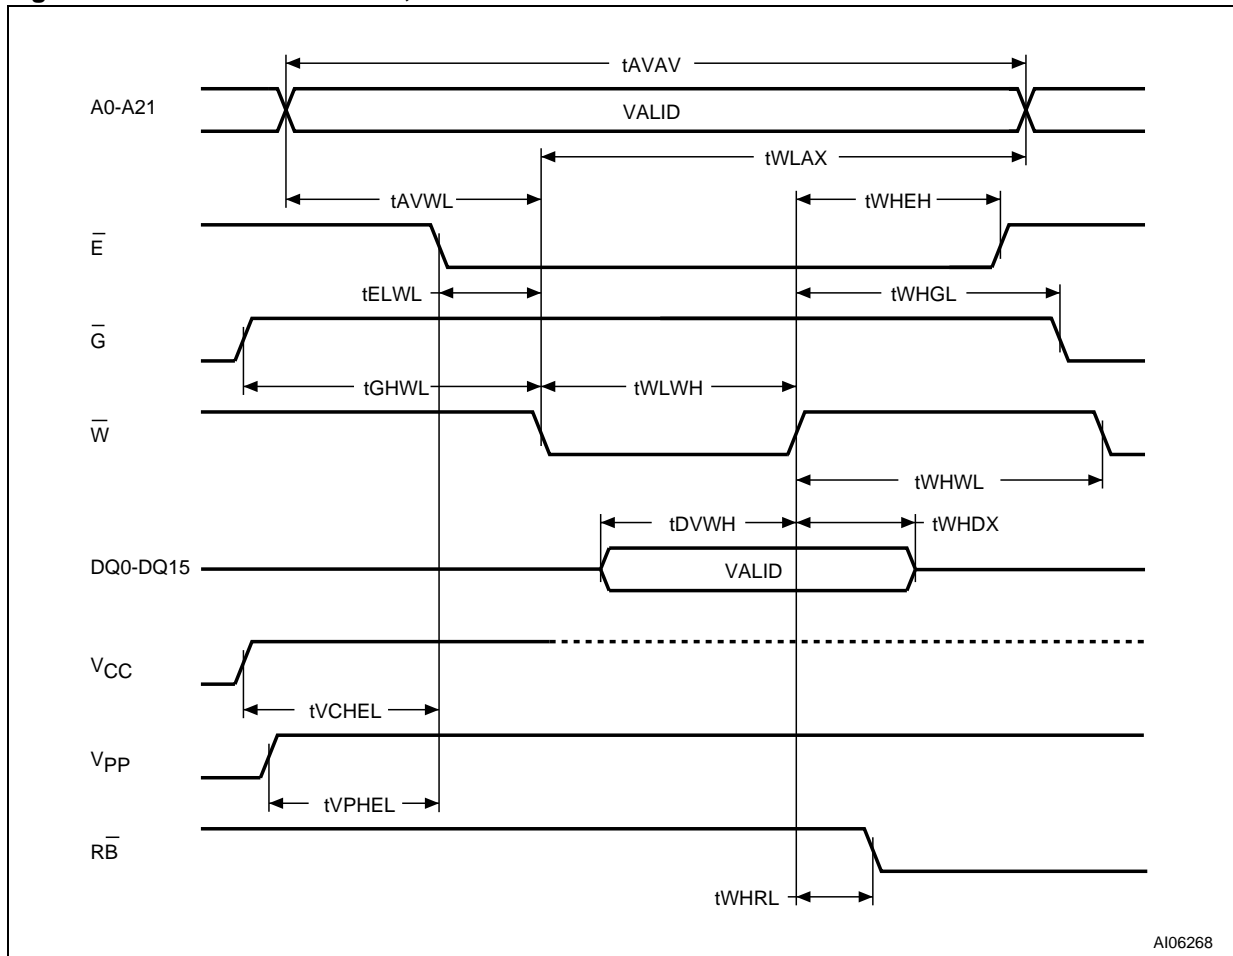 tAVAV
A0-A21
VALID
tWLAX
tAVWL
tWHEH
E̅
tELWL
tWHGL
G̅
tGHWL
tWLWH
W̅
tWHWL
tDVWH
tWHDX
DQ0-DQ15
VALID
VCC
tVCHEL
VPP
tVPHEL
RB̅
tWHRL
AI06268